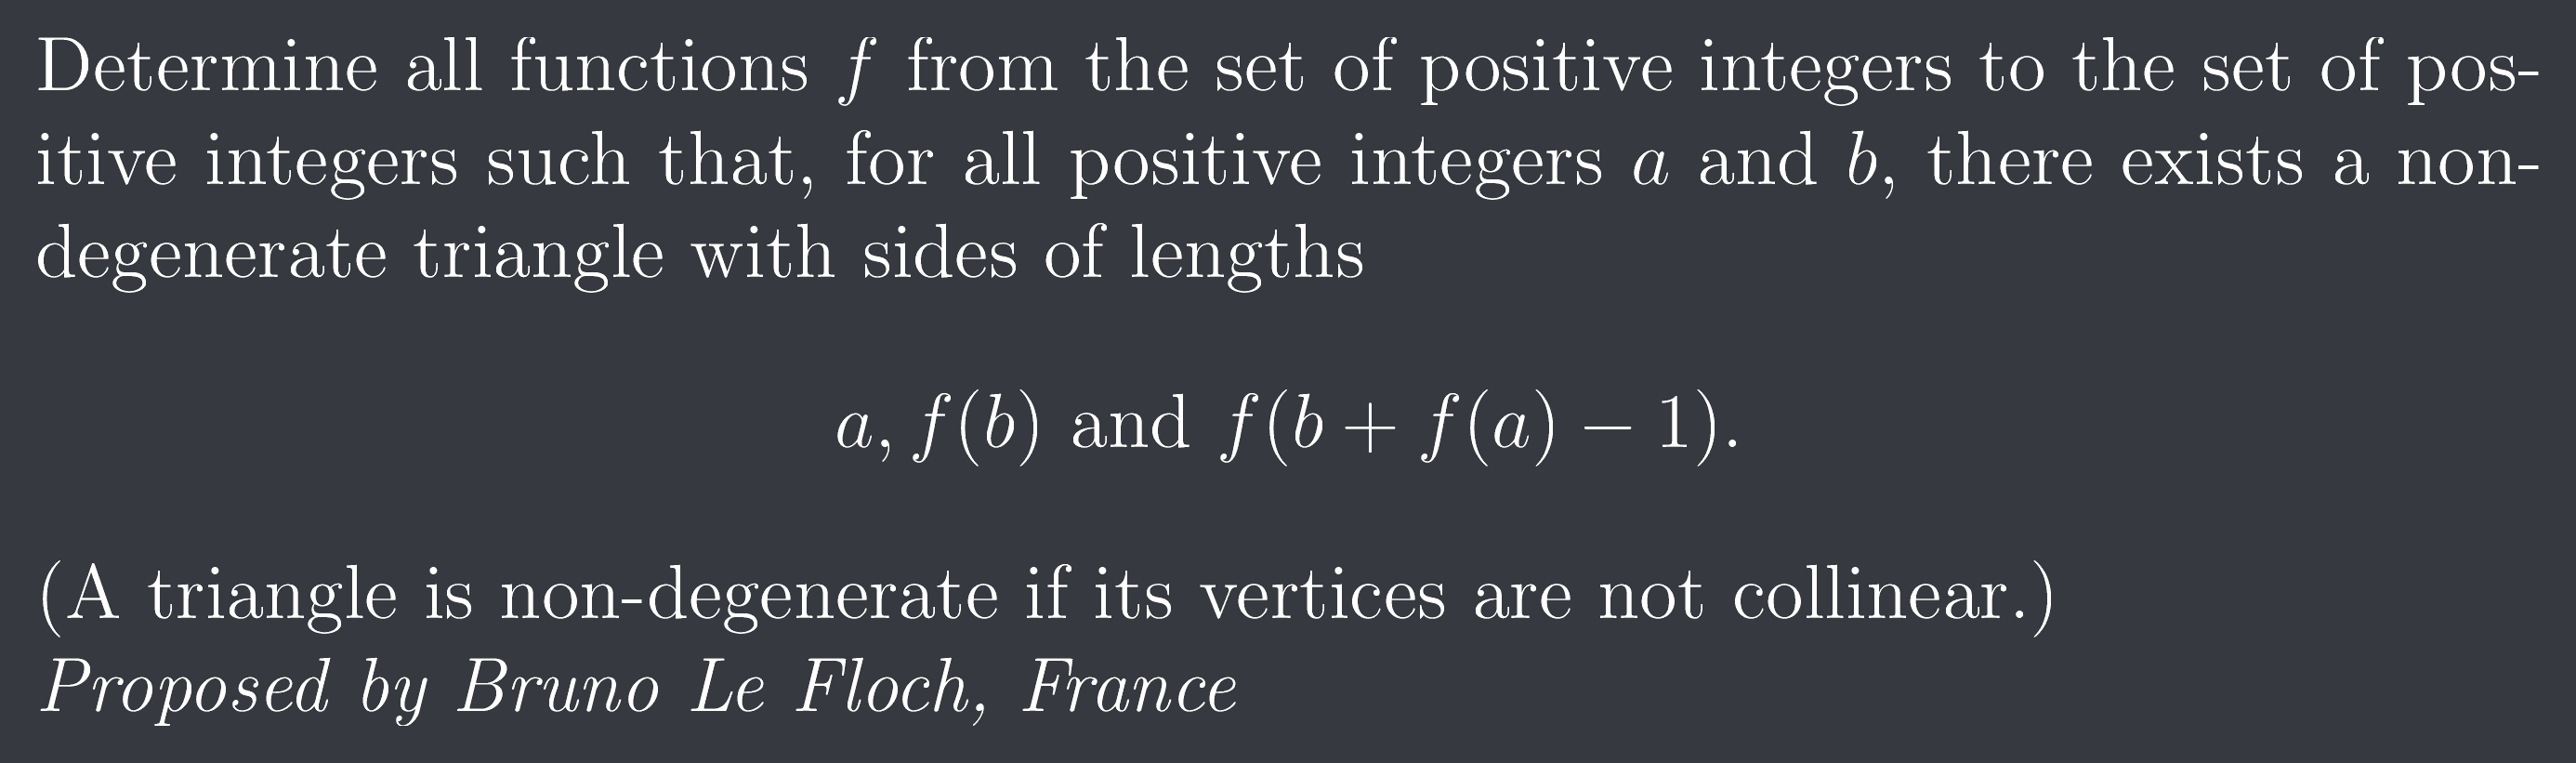 Determine all functions f from the set of positive integers to the set of pos-
itive integers such that, for all positive integers a and b, there exists a non-
degenerate triangle with sides of lengths
a, f(b) and f(b + f(a) − 1).
(A triangle is non-degenerate if its vertices are not collinear.)
Proposed by Bruno Le Floch, France